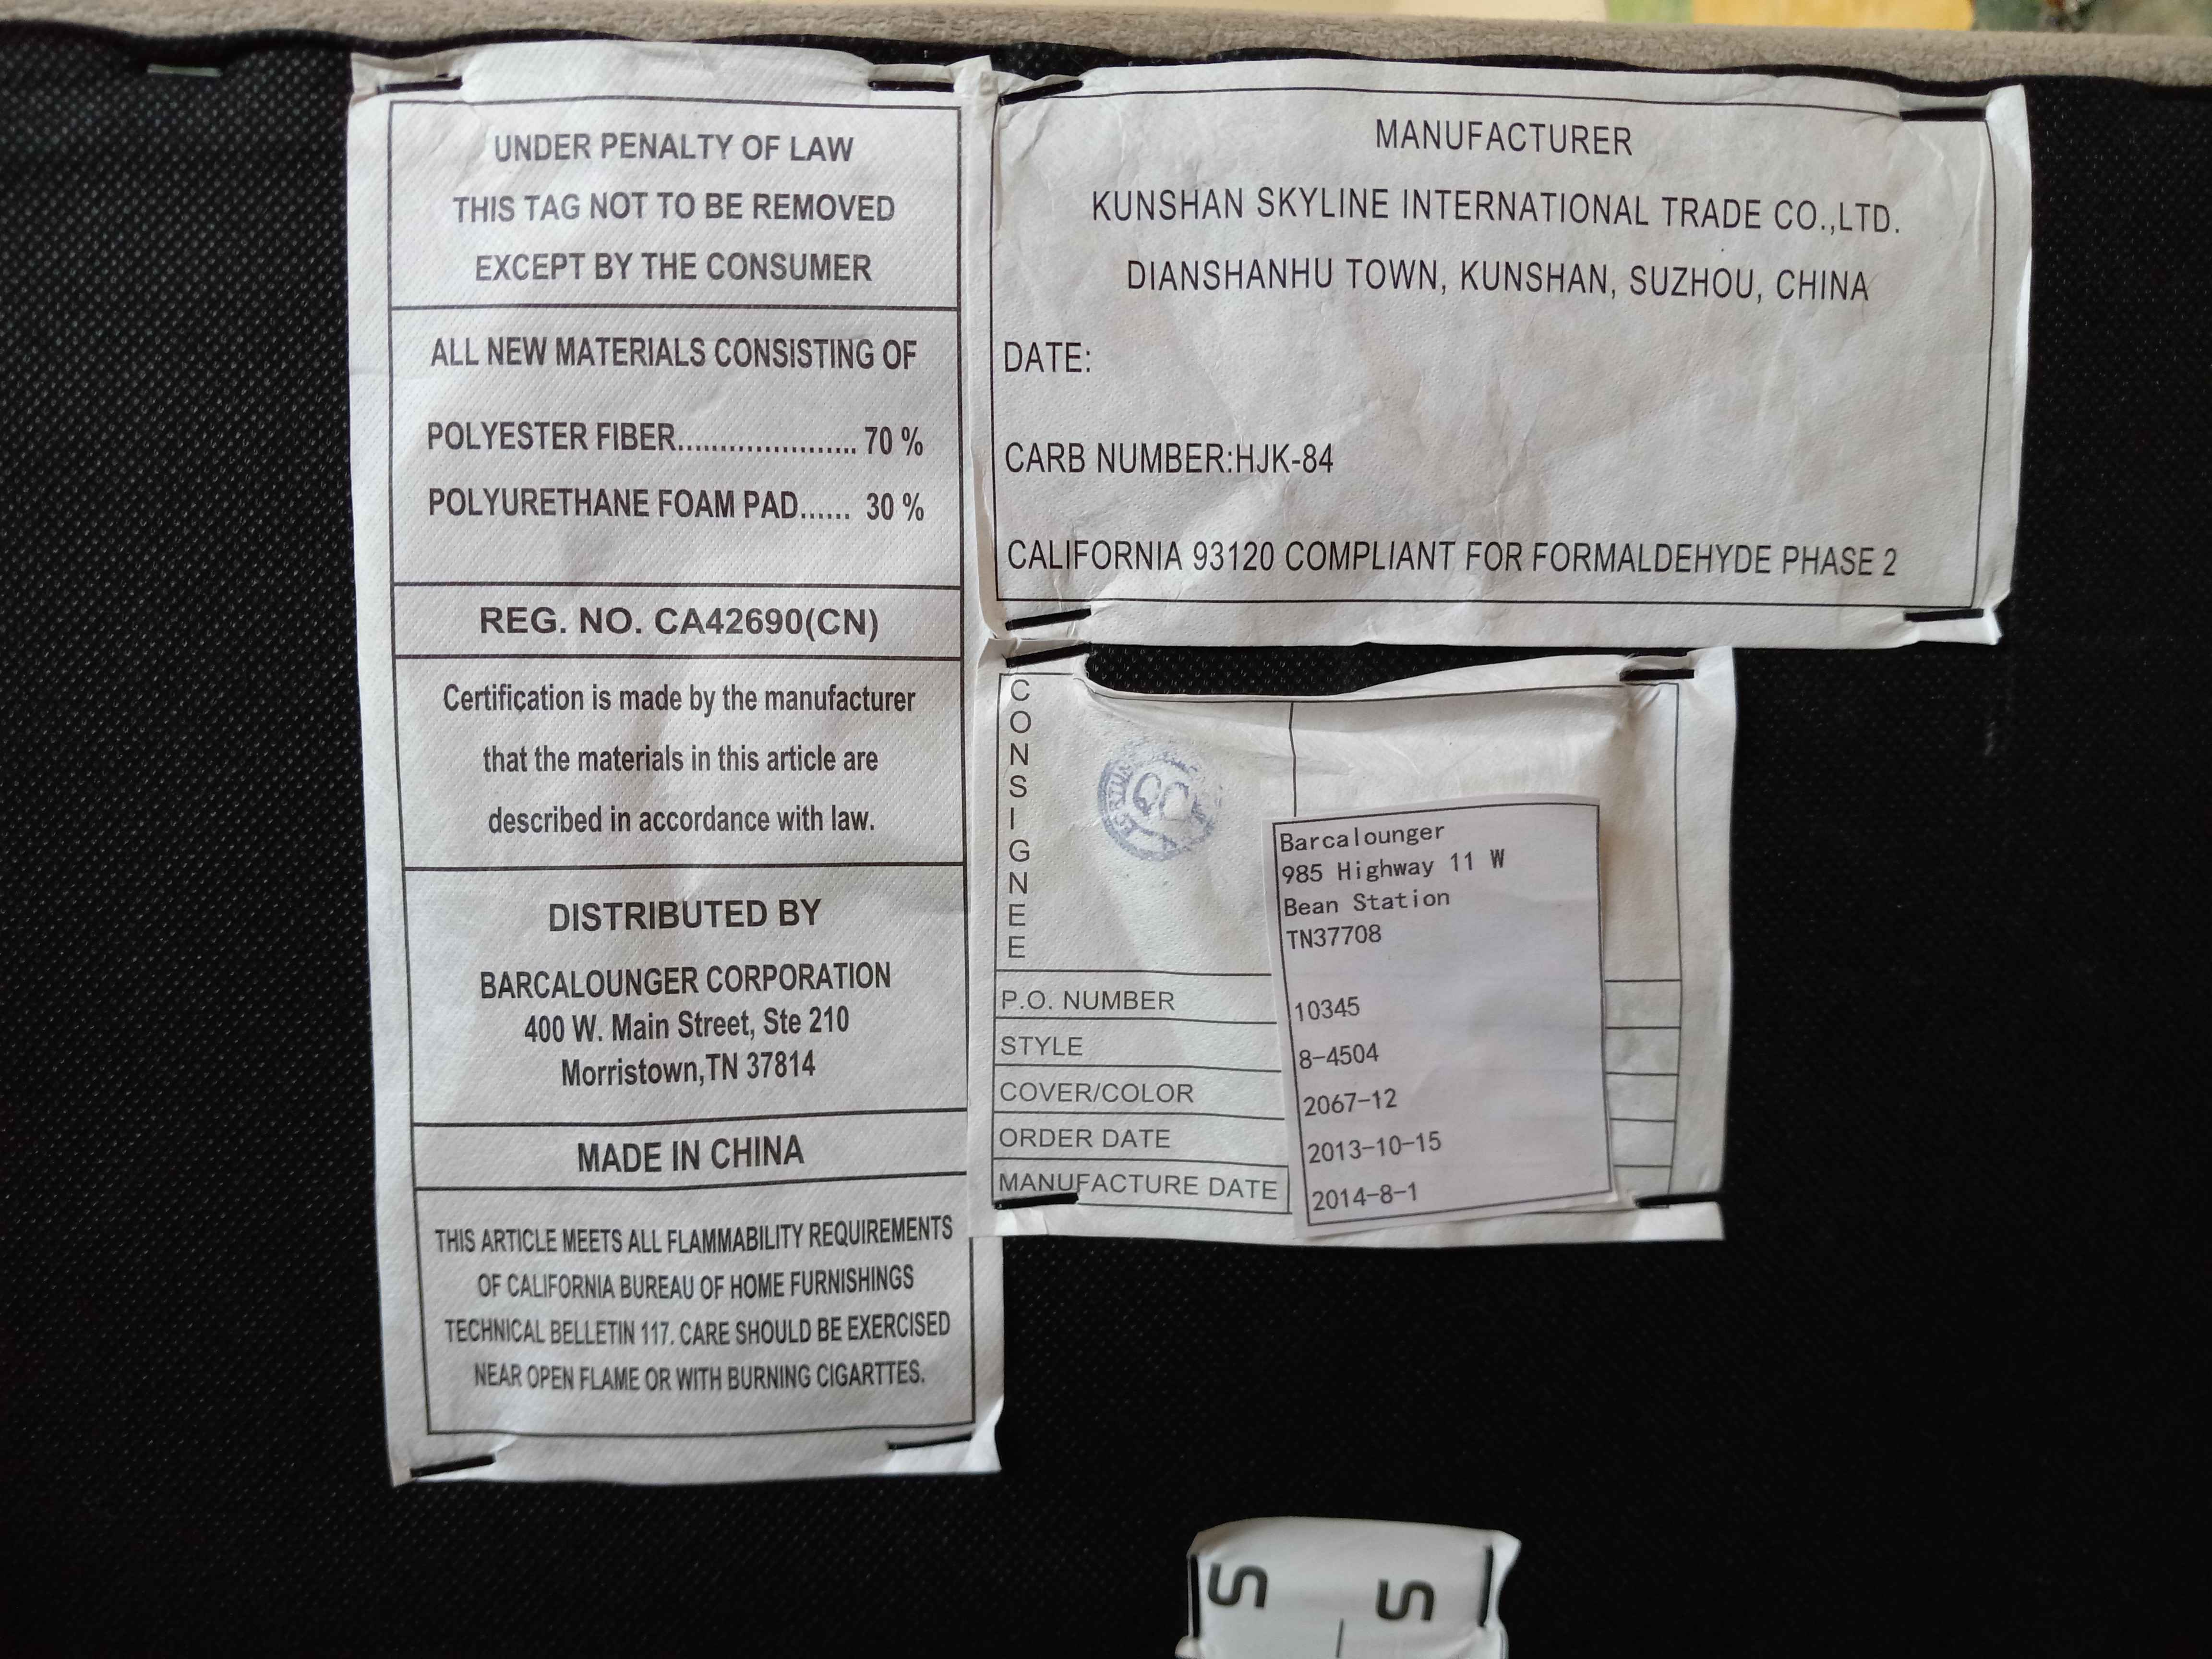 UNDER PENALTY OF LAW
THIS TAG NOT TO BE REMOVED
EXCEPT BY THE CONSUMER
ALL NEW MATERIALS CONSISTING OF
POLYESTER FIBER..................... 70 %
POLYURETHANE FOAM PAD...... 30 %
REG. NO. CA42690(CN)
Certification is made by the manufacturer
that the materials in this article are
described in accordance with law.
DISTRIBUTED BY
BARCALOUNGER CORPORATION
400 W. Main Street, Ste 210
Morristown,TN 37814
MADE IN CHINA
THIS ARTICLE MEETS ALL FLAMMABILITY REQUIREMENTS
OF CALIFORNIA BUREAU OF HOME FURNISHINGS
TECHNICAL BELLETIN 117. CARE SHOULD BE EXERCISED
NEAR OPEN FLAME OR WITH BURNING CIGARTTES.
MANUFACTURER
KUNSHAN SKYLINE INTERNATIONAL TRADE CO.,LTD.
DIANSHANHU TOWN, KUNSHAN, SUZHOU, CHINA
DATE:
CARB NUMBER:HJK-84
CALIFORNIA 93120 COMPLIANT FOR FORMALDEHYDE PHASE 2
CONSIGNEE
QC
Barcalounger
985 Highway 11 W
Bean Station
TN37708
P.O. NUMBER 10345
STYLE 8-4504
COVER/COLOR 2067-12
ORDER DATE 2013-10-15
MANUFACTURE DATE 2014-8-1
S S